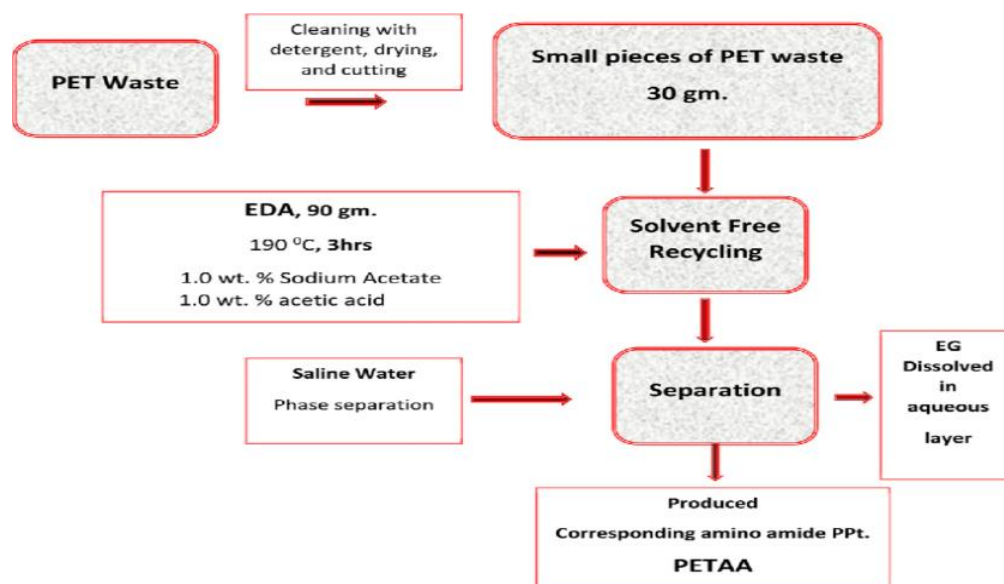 PET Waste
Cleaning with
detergent, drying,
and cutting
Small pieces of PET waste
30 gm.
EDA, 90 gm.
190 ⁰C, 3hrs
1.0 wt. % Sodium Acetate
1.0 wt. % acetic acid
Solvent Free
Recycling
Saline Water
Phase separation
Separation
EG
Dissolved
in
aqueous
layer
Produced
Corresponding amino amide PPt.
PETAA